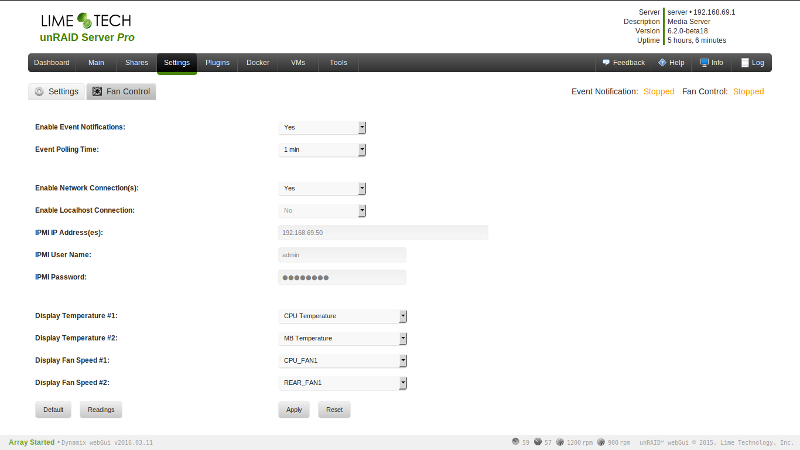 LIME TECH
unRAID Server Pro
Server server • 192.168.69.1
Description Media Server
Version 6.2.0-beta18
Uptime 5 hours, 6 minutes
Dashboard Main Shares Settings Plugins Docker VMs Tools Feedback Help Info Log
Settings Fan Control Event Notification: Stopped Fan Control: Stopped
Enable Event Notifications: Yes
Event Polling Time: 1 min
Enable Network Connection(s): Yes
Enable Localhost Connection: No
IPMI IP Address(es): 192.168.69.50
IPMI User Name: admin
IPMI Password: ●●●●●●●●
Display Temperature #1: CPU Temperature
Display Temperature #2: MB Temperature
Display Fan Speed #1: CPU_FAN1
Display Fan Speed #2: REAR_FAN1
Default Readings Apply Reset
Array Started • Dynamix webGui v2016.03.11 59 57 1200 rpm 900 rpm unRAID™ webGui © 2015, Lime Technology, Inc.